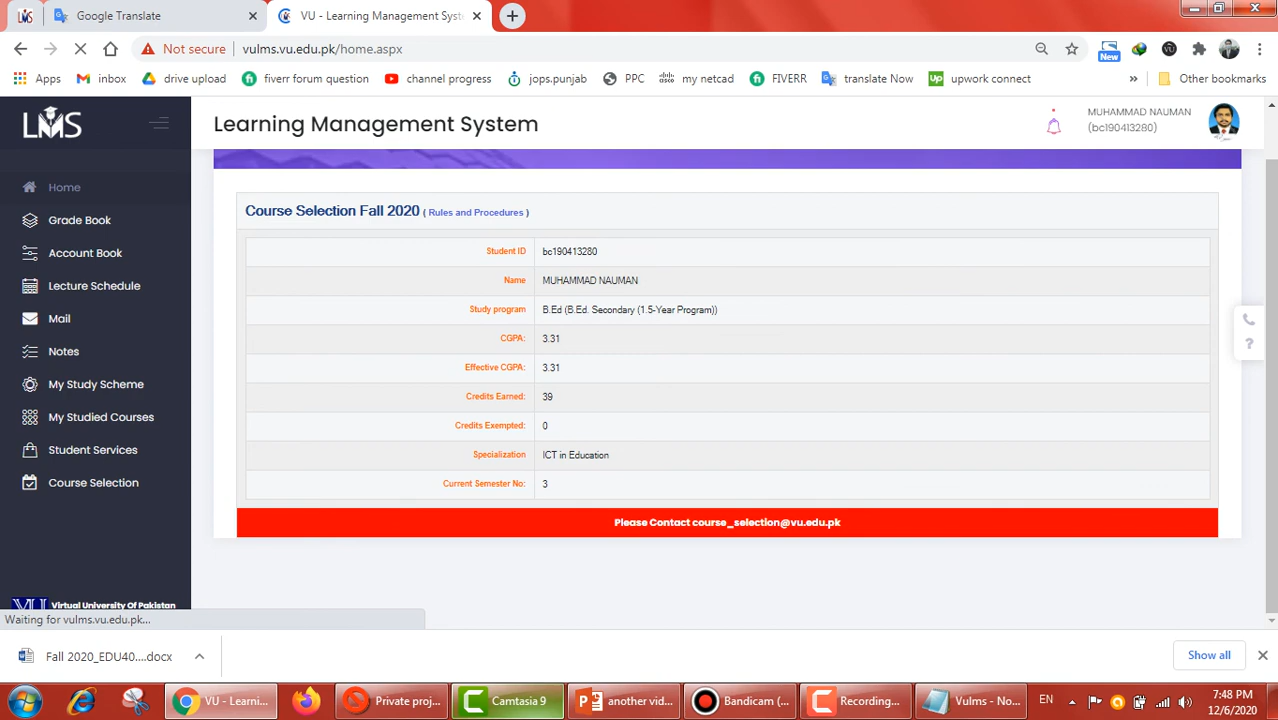 Google Translate
VU - Learning Management Syst
Not secure
vulms.vu.edu.pk/home.aspx
New
Apps
inbox
drive upload
fiverr forum question
channel progress
jops.punjab
PPC
my netad
FIVERR
translate Now
upwork connect
Other bookmarks
LMS
Learning Management System
MUHAMMAD NAUMAN
(bc190413280)
Home
Grade Book
Account Book
Lecture Schedule
Mail
Notes
My Study Scheme
My Studied Courses
Student Services
Course Selection
Course Selection Fall 2020 ( Rules and Procedures )
Student ID bc190413280
Name MUHAMMAD NAUMAN
Study program B.Ed (B.Ed. Secondary (1.5-Year Program))
CGPA: 3.31
Effective CGPA: 3.31
Credits Earned: 39
Credits Exempted: 0
Specialization ICT in Education
Current Semester No: 3
Please Contact course_selection@vu.edu.pk
VU Virtual University Of Pakistan
Waiting for vulms.vu.edu.pk...
Fall 2020_EDU40....docx
Show all
VU - Learni...
Private proj...
Camtasia 9
another vid...
Bandicam (...
Recording...
Vulms - No...
EN
7:48 PM
12/6/2020